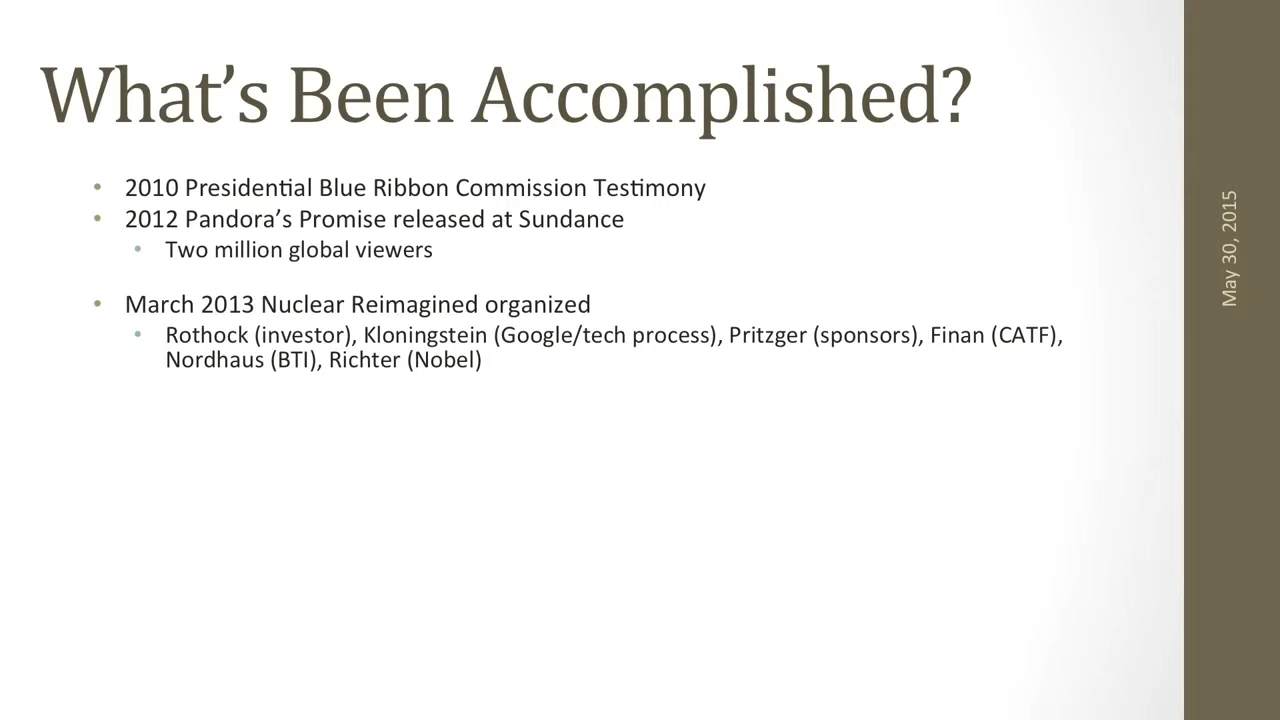 What's Been Accomplished?
• 2010 Presidential Blue Ribbon Commission Testimony
• 2012 Pandora's Promise released at Sundance
• Two million global viewers
• March 2013 Nuclear Reimagined organized
• Rothock (investor), Kloningstein (Google/tech process), Pritzger (sponsors), Finan (CATF),
Nordhaus (BTI), Richter (Nobel)
May 30, 2015